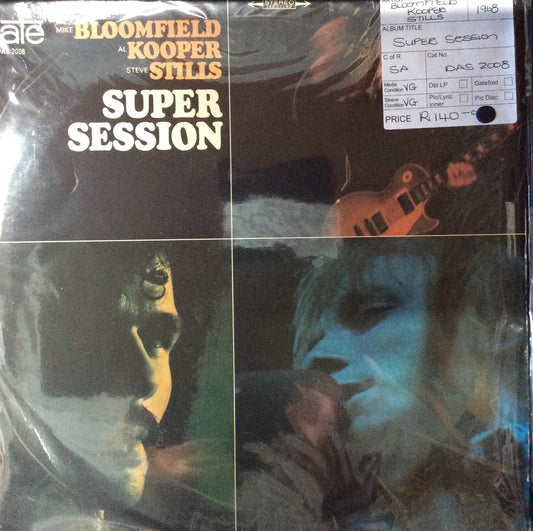 ate
AS 2008
MIKE BLOOMFIELD
AL KOOPER
STEVE STILLS
SUPER
SESSION
STEREO
BLOOMFIELD
KOOPER
STILLS
1968
ALBUM TITLE
SUPER SESSION
C of R
SA
Cat No.
DAS 2008
Media
Condition VG
Dbl LP
Gatefold
Sleeve
Condition VG
Pic/Lyric
Inner
Pic Disc
PRICE R140-